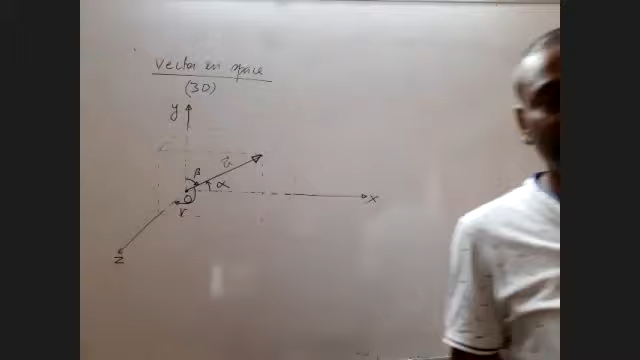 Vector in space
(3D)
y
β
u
α
O
γ
x
z